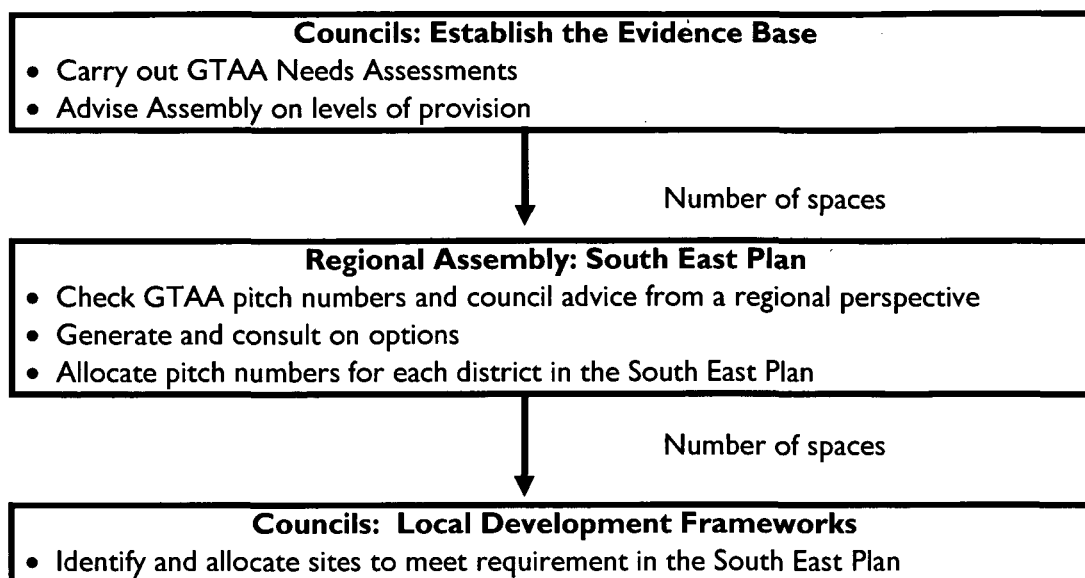 Councils: Establish the Evidence Base
• Carry out GTAA Needs Assessments
• Advise Assembly on levels of provision
Number of spaces
Regional Assembly: South East Plan
• Check GTAA pitch numbers and council advice from a regional perspective
• Generate and consult on options
• Allocate pitch numbers for each district in the South East Plan
Number of spaces
Councils: Local Development Frameworks
• Identify and allocate sites to meet requirement in the South East Plan